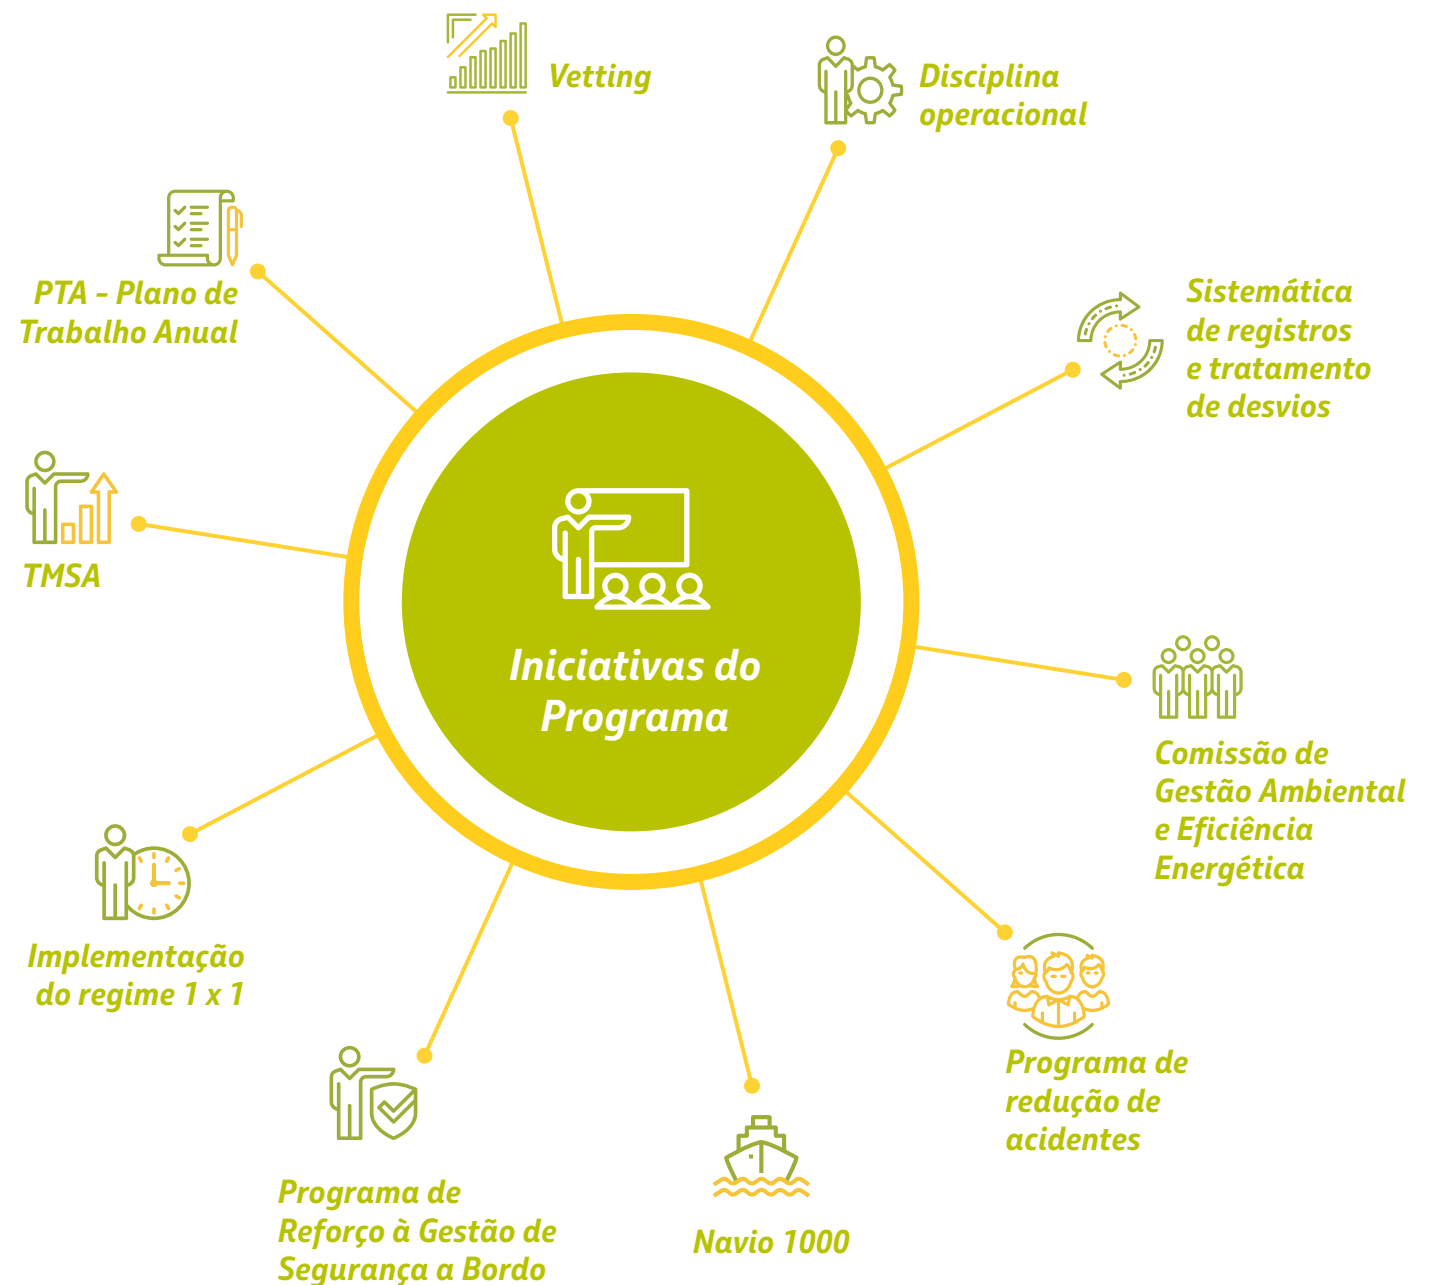 Vetting
Disciplina
operacional
Sistemática
de registros
e tratamento
de desvios
Comissão de
Gestão Ambiental
e Eficiência
Energética
Programa de
redução de
acidentes
Navio 1000
Programa de
Reforço à Gestão de
Segurança a Bordo
Implementação
do regime 1 x 1
TMSA
PTA - Plano de
Trabalho Anual
Iniciativas do
Programa